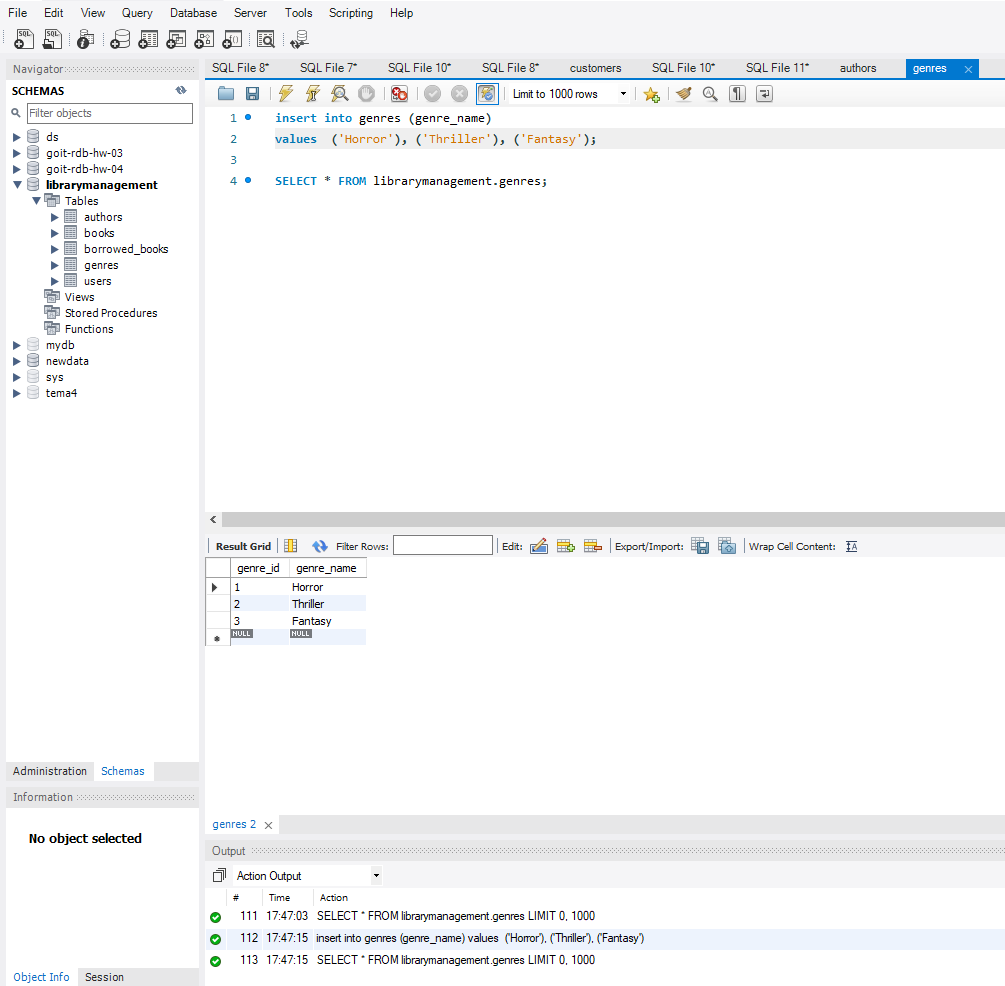 File Edit View Query Database Server Tools Scripting Help
SQL SQL
Navigator
SCHEMAS
Filter objects
ds
goit-rdb-hw-03
goit-rdb-hw-04
librarymanagement
Tables
authors
books
borrowed_books
genres
users
Views
Stored Procedures
Functions
mydb
newdata
sys
tema4
Administration Schemas
Information
No object selected
Object Info Session
SQL File 8* SQL File 7* SQL File 10* SQL File 8* customers SQL File 10* SQL File 11* authors genres
Limit to 1000 rows
1 insert into genres (genre_name)
2 values  ('Horror'), ('Thriller'), ('Fantasy');
3
4 SELECT * FROM librarymanagement.genres;
Result Grid Filter Rows: Edit: Export/Import: Wrap Cell Content:
genre_id genre_name
1 Horror
2 Thriller
3 Fantasy
NULL NULL
genres 2
Output
Action Output
# Time Action
111 17:47:03 SELECT * FROM librarymanagement.genres LIMIT 0, 1000
112 17:47:15 insert into genres (genre_name) values  ('Horror'), ('Thriller'), ('Fantasy')
113 17:47:15 SELECT * FROM librarymanagement.genres LIMIT 0, 1000